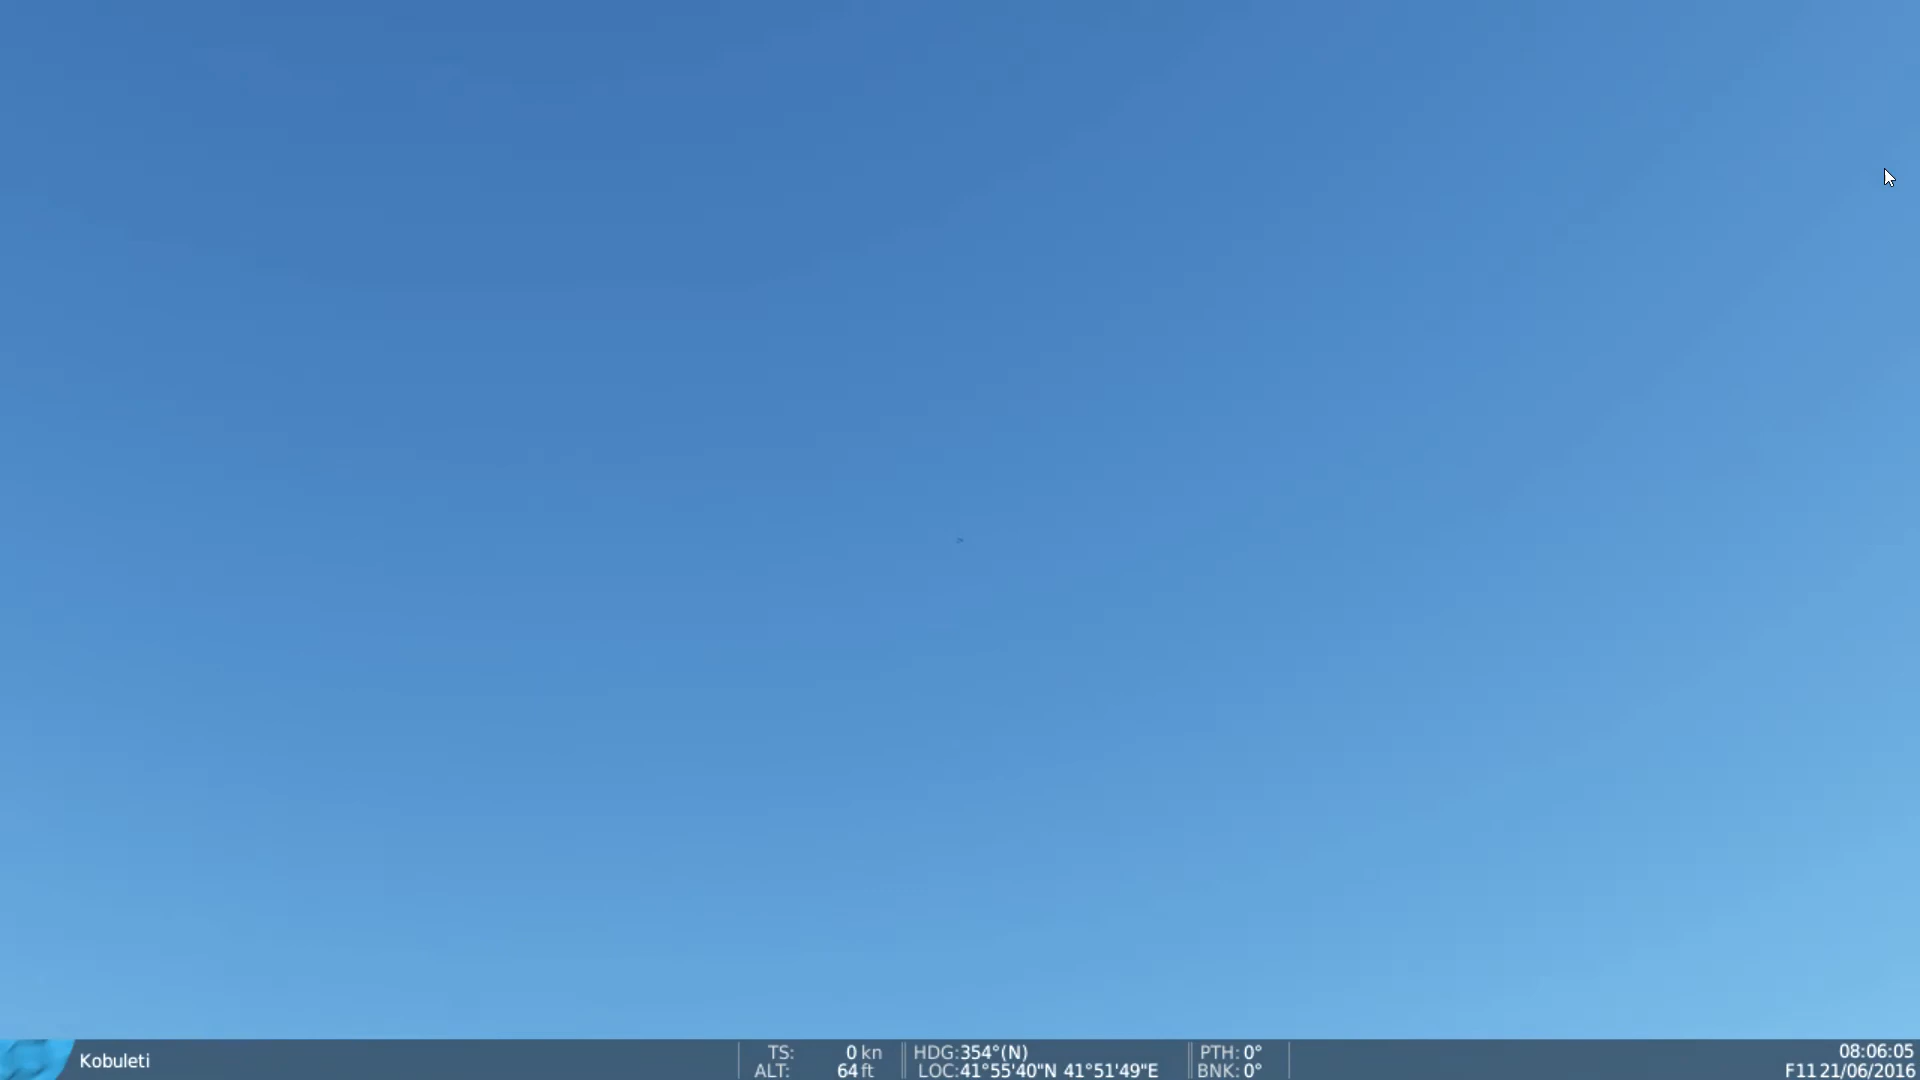 Kobuleti
TS: 0 kn
ALT: 64 ft
HDG:354°(N)
LOC:41°55'40"N 41°51'49"E
PTH: 0°
BNK: 0°
08:06:05
F11 21/06/2016